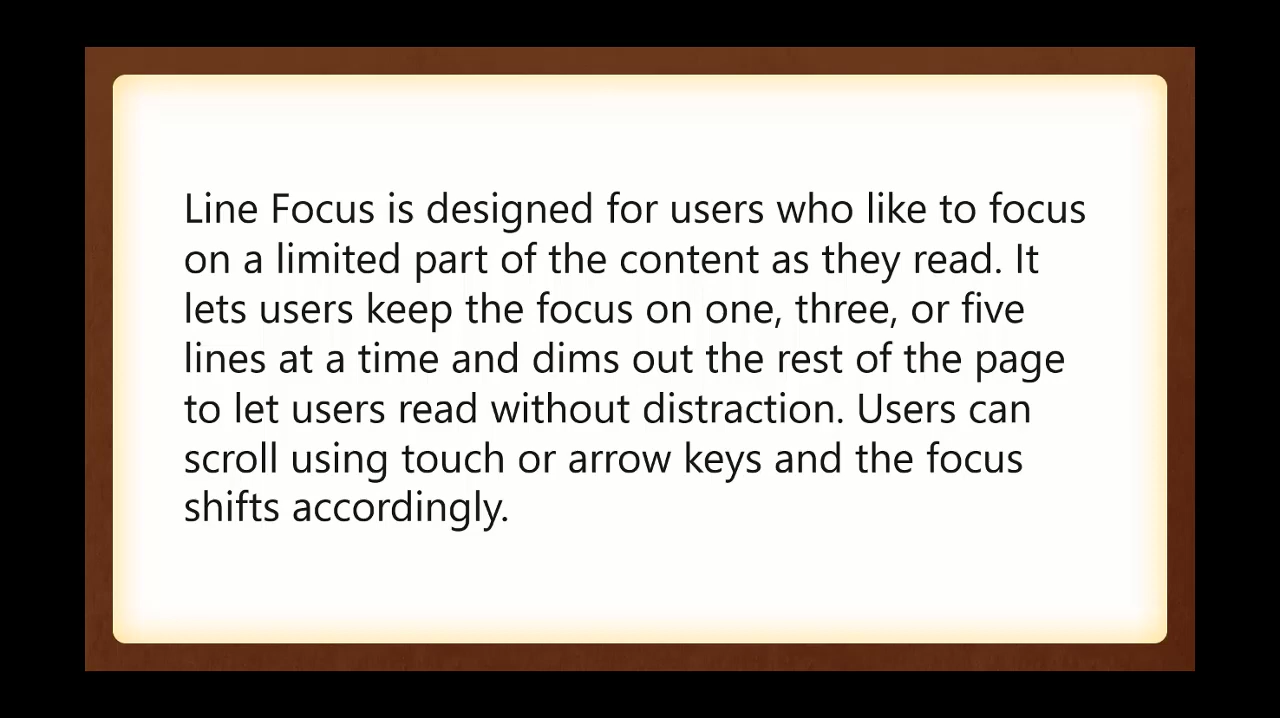 Line Focus is designed for users who like to focus
on a limited part of the content as they read. It
lets users keep the focus on one, three, or five
lines at a time and dims out the rest of the page
to let users read without distraction. Users can
scroll using touch or arrow keys and the focus
shifts accordingly.